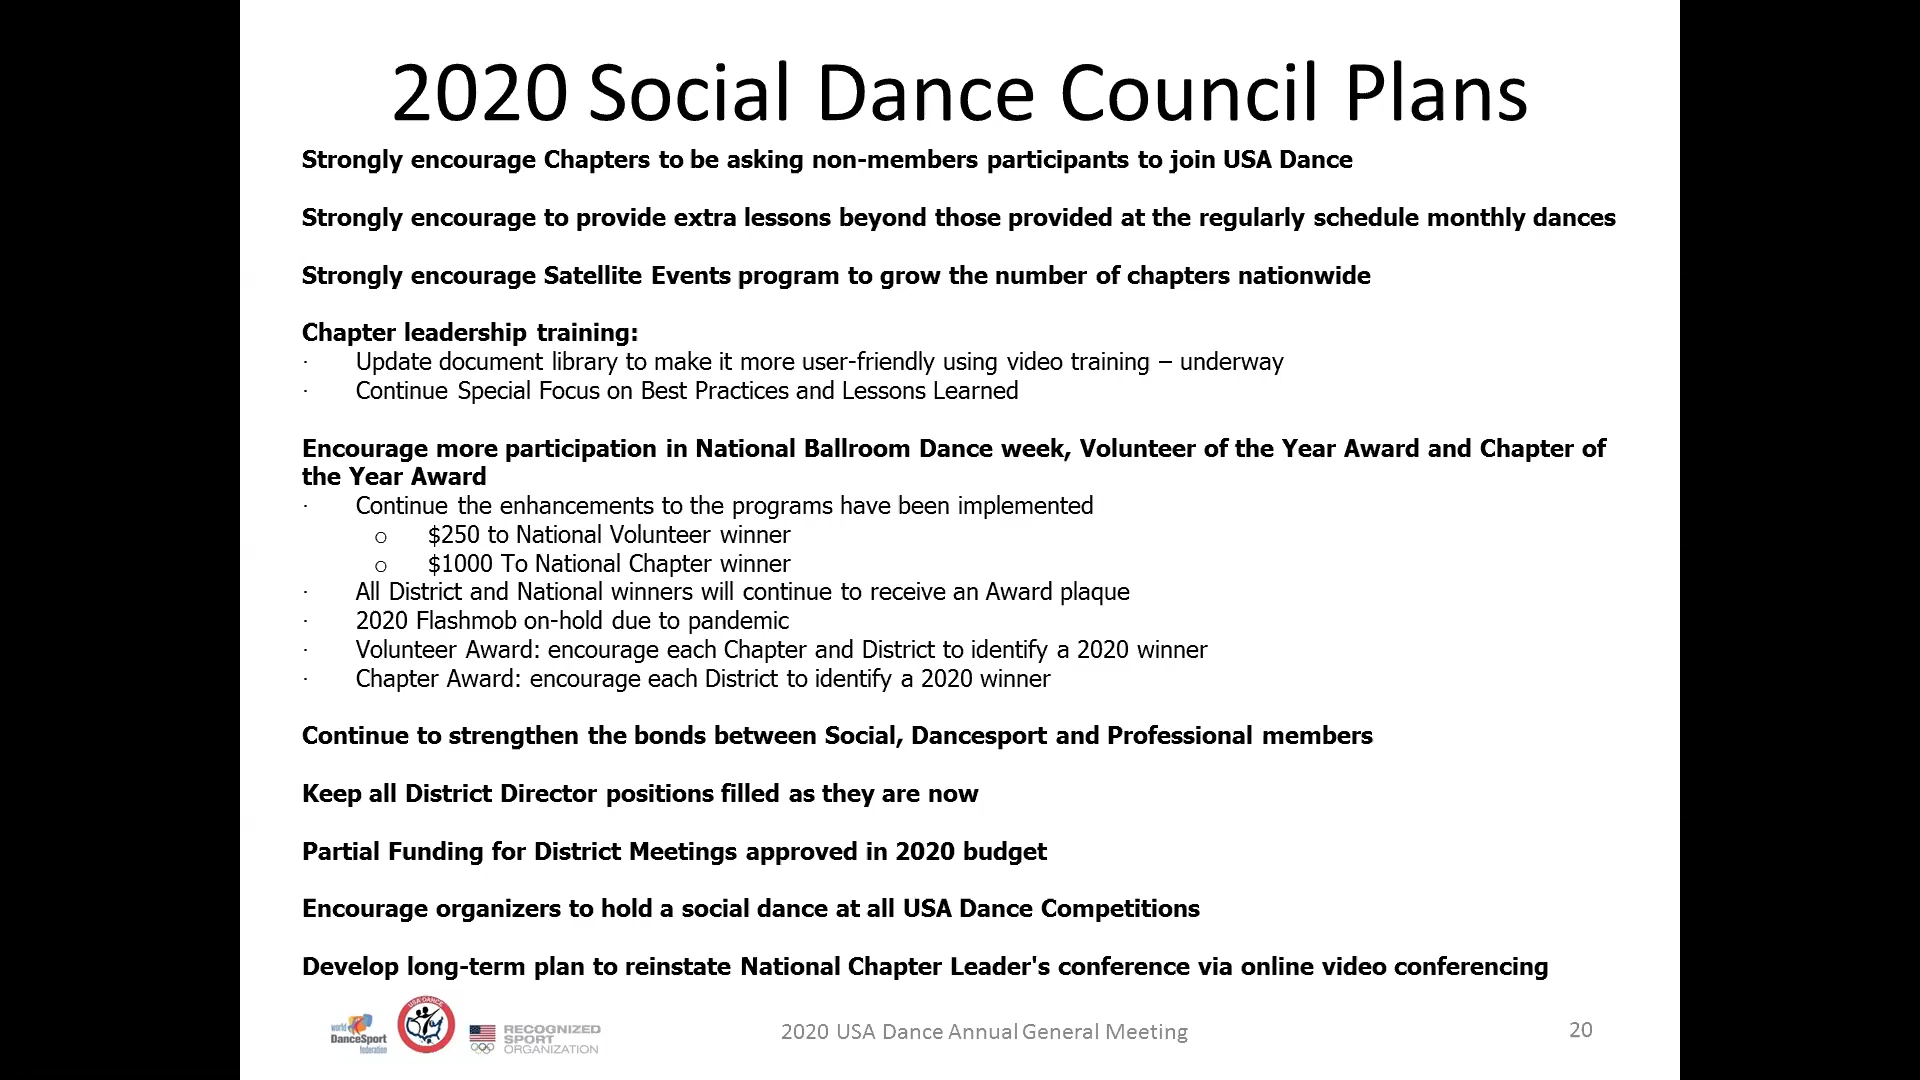 2020 Social Dance Council Plans
Strongly encourage Chapters to be asking non-members participants to join USA Dance
Strongly encourage to provide extra lessons beyond those provided at the regularly schedule monthly dances
Strongly encourage Satellite Events program to grow the number of chapters nationwide
Chapter leadership training:
· Update document library to make it more user-friendly using video training – underway
· Continue Special Focus on Best Practices and Lessons Learned
Encourage more participation in National Ballroom Dance week, Volunteer of the Year Award and Chapter of
the Year Award
· Continue the enhancements to the programs have been implemented
o $250 to National Volunteer winner
o $1000 To National Chapter winner
· All District and National winners will continue to receive an Award plaque
· 2020 Flashmob on-hold due to pandemic
· Volunteer Award: encourage each Chapter and District to identify a 2020 winner
· Chapter Award: encourage each District to identify a 2020 winner
Continue to strengthen the bonds between Social, Dancesport and Professional members
Keep all District Director positions filled as they are now
Partial Funding for District Meetings approved in 2020 budget
Encourage organizers to hold a social dance at all USA Dance Competitions
Develop long-term plan to reinstate National Chapter Leader's conference via online video conferencing
world
DanceSport
federation
USA DANCE
RECOGNIZED
SPORT
ORGANIZATION
2020 USA Dance Annual General Meeting
20